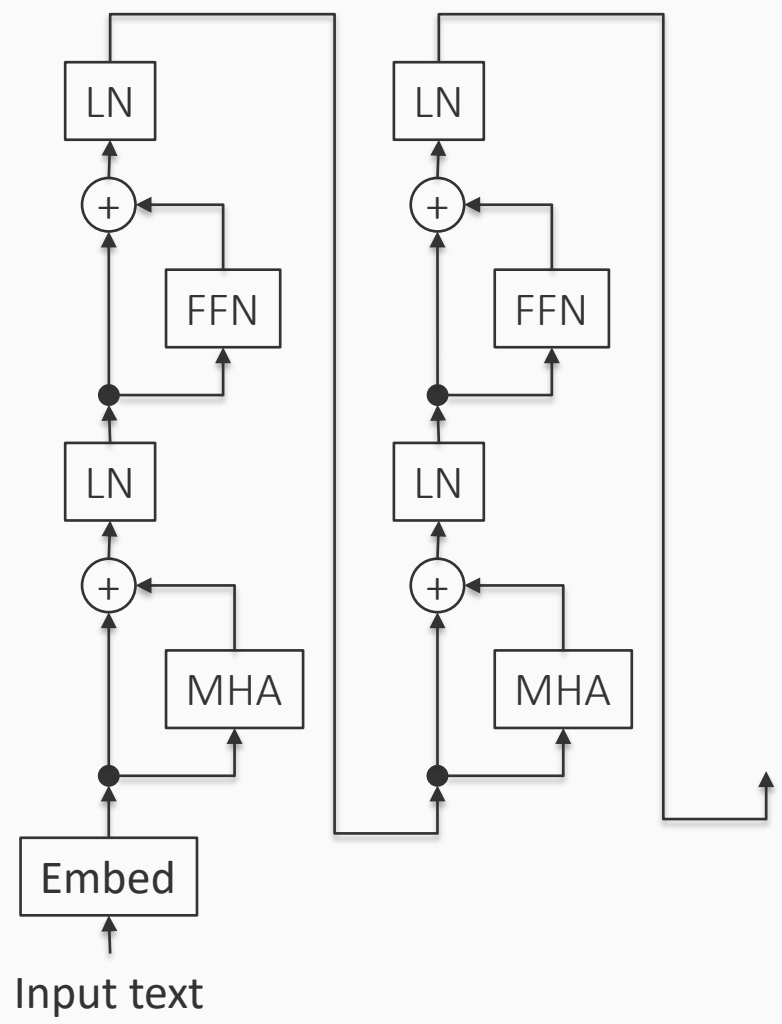 LN
+
FFN
LN
+
MHA
Embed
Input text
LN
+
FFN
LN
+
MHA